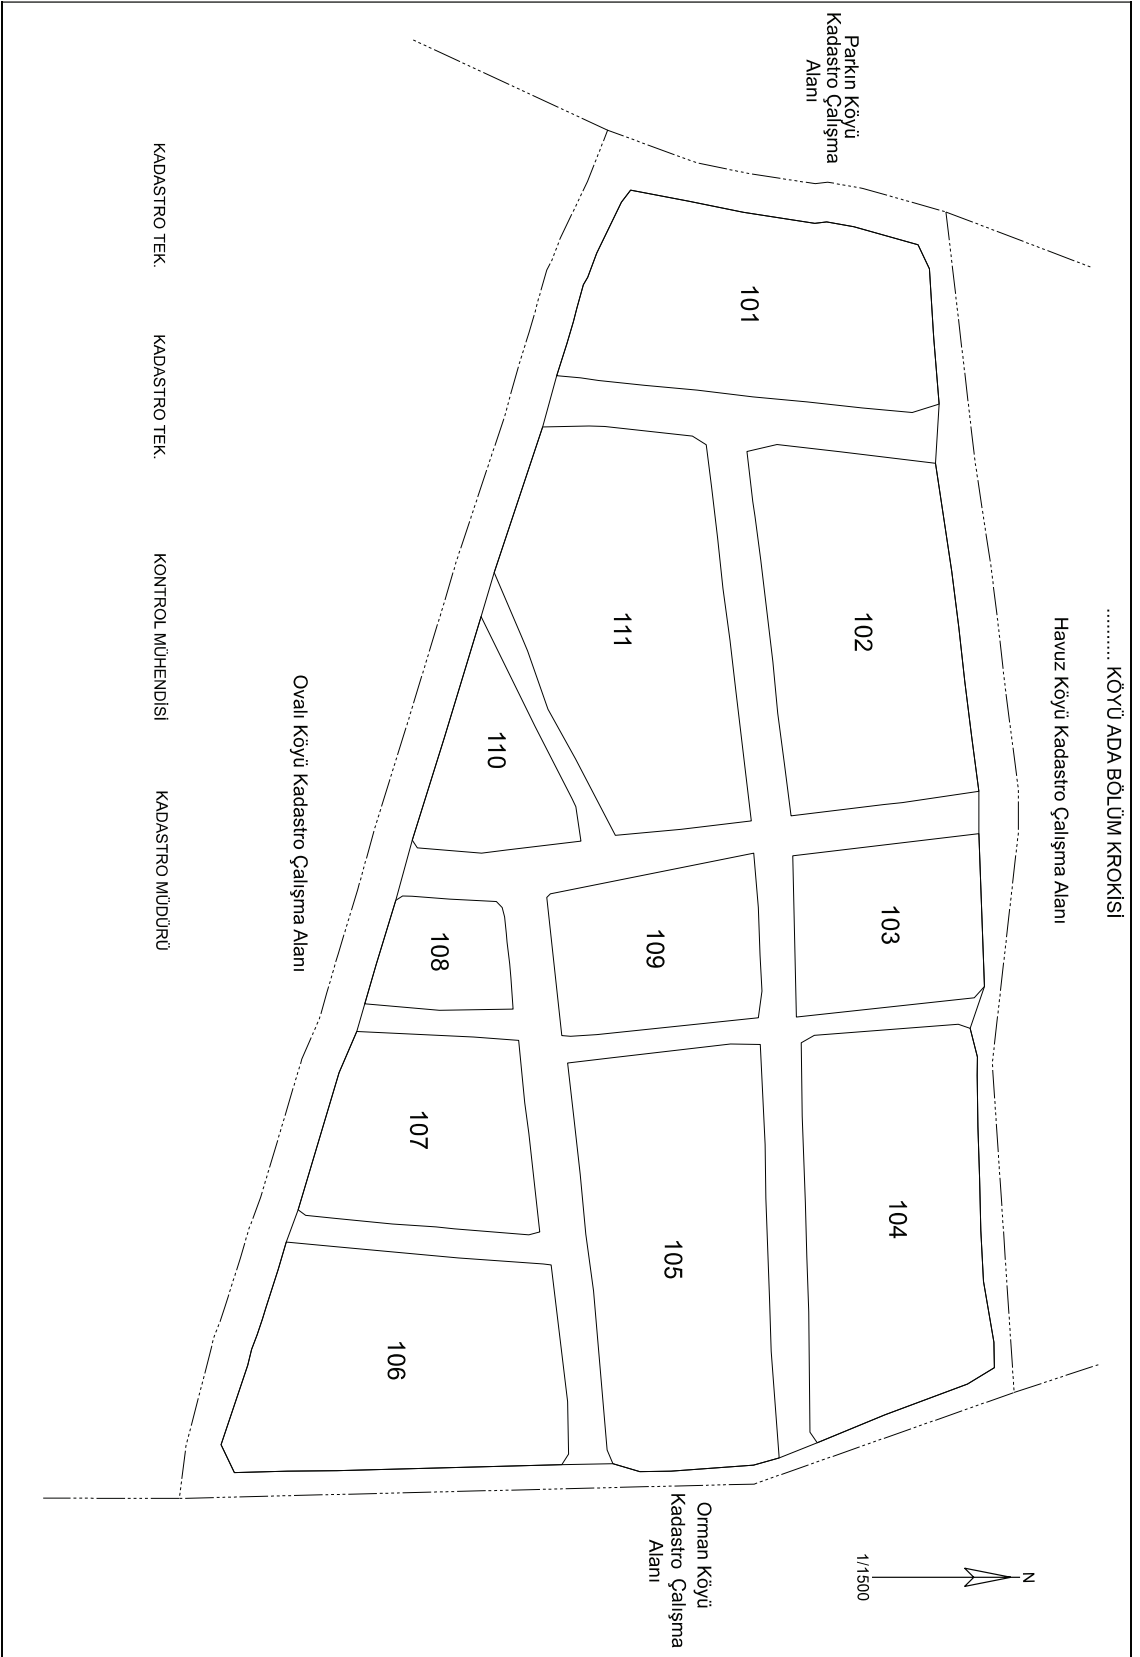 .......... KÖYÜ ADA BÖLÜM KROKİSİ
Havuz Köyü Kadastro Çalışma Alanı
N
1/1500
Parkın Köyü
Kadastro Çalışma
Alanı
101
102
103
104
111
109
105
110
108
107
106
Orman Köyü
Kadastro Çalışma
Alanı
Ovalı Köyü Kadastro Çalışma Alanı
KADASTRO TEK.
KADASTRO TEK.
KONTROL MÜHENDİSİ
KADASTRO MÜDÜRÜ